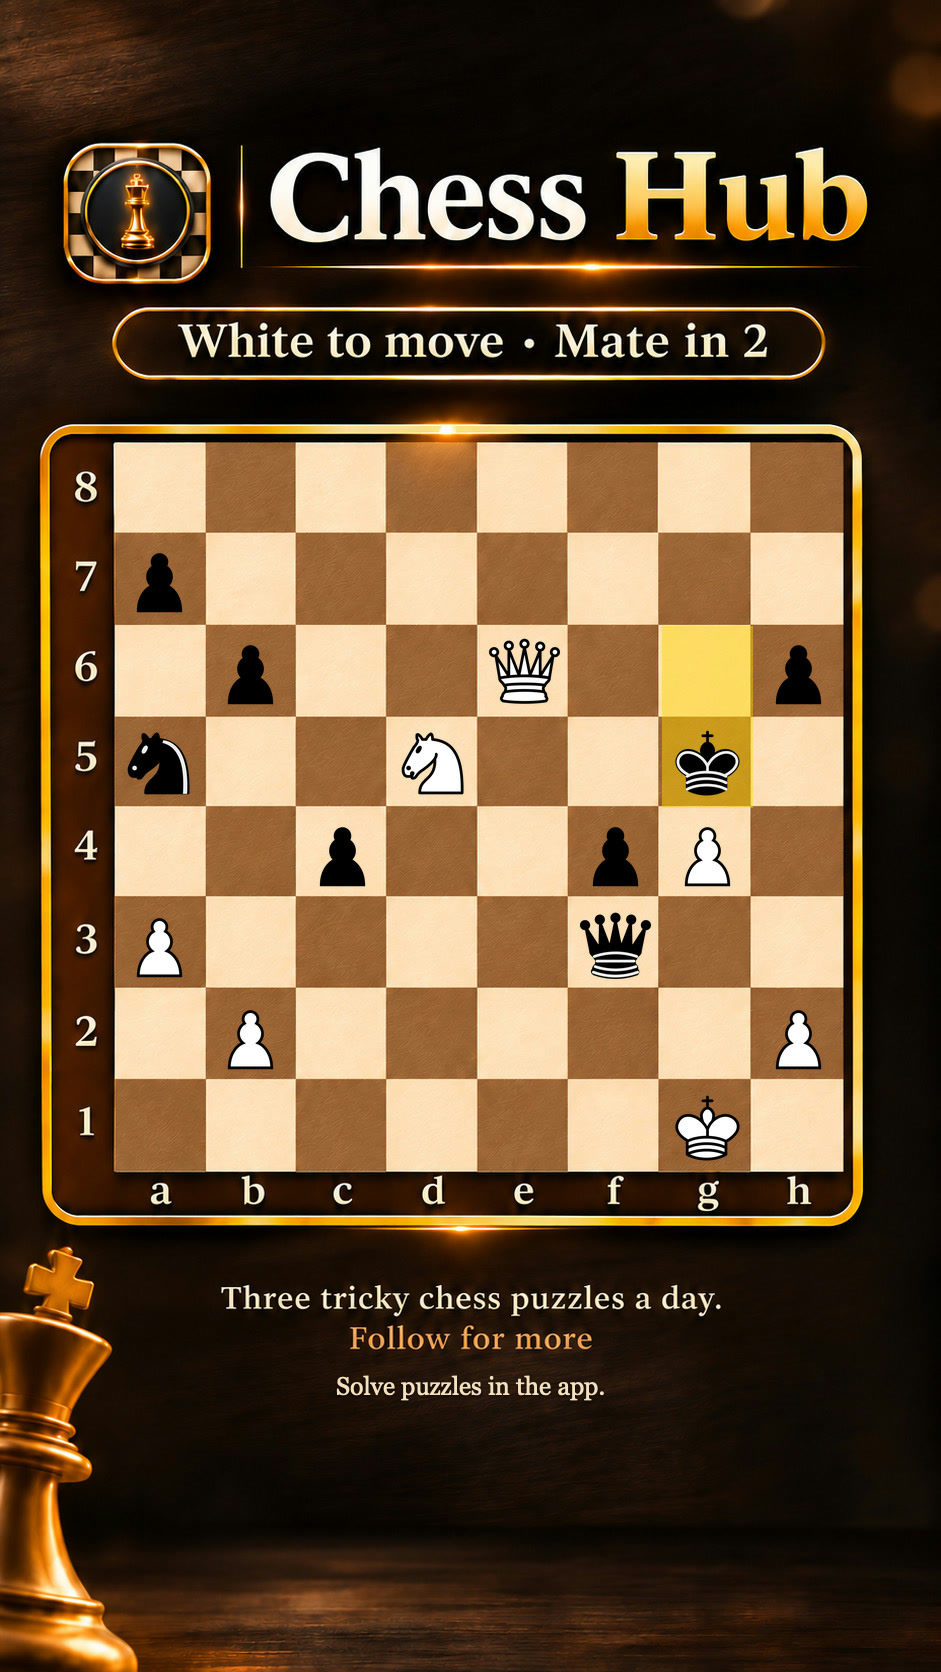 Chess Hub
White to move • Mate in 2
8
7
6
5
4
3
2
1
a b c d e f g h
Three tricky chess puzzles a day.
Follow for more
Solve puzzles in the app.